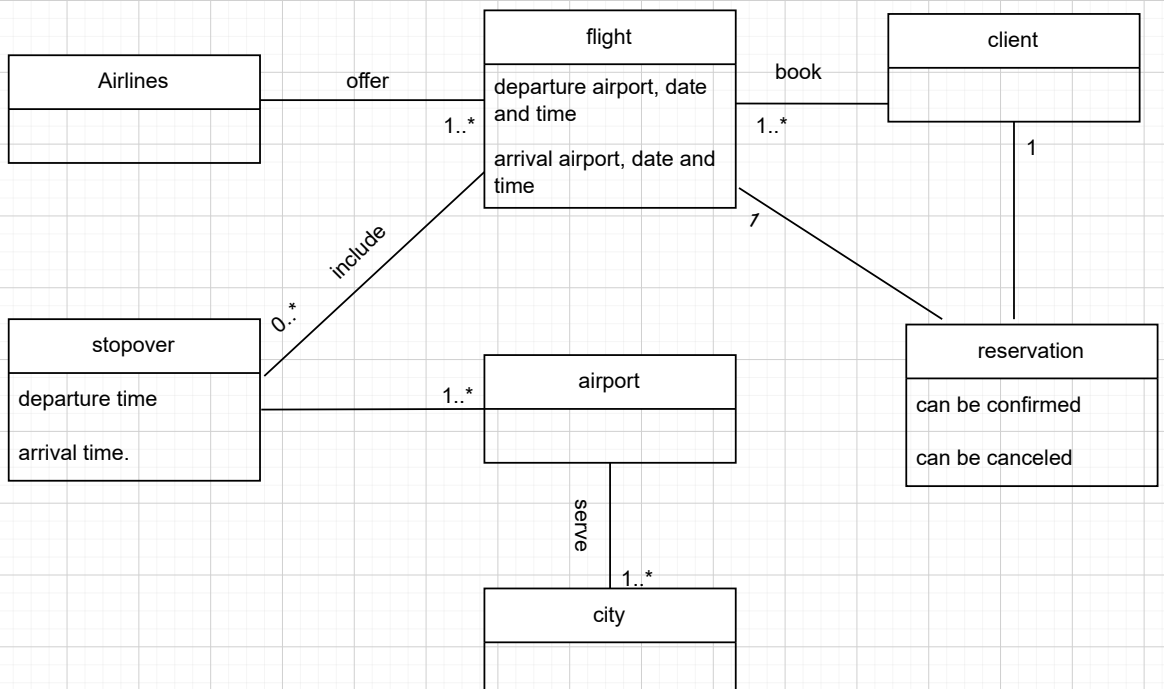 flight
client
Airlines
offer
book
departure airport, date
and time
1..*
1..*
arrival airport, date and
time
1
1
include
0..*
stopover
airport
reservation
departure time
1..*
can be confirmed
arrival time.
can be canceled
serve
1..*
city